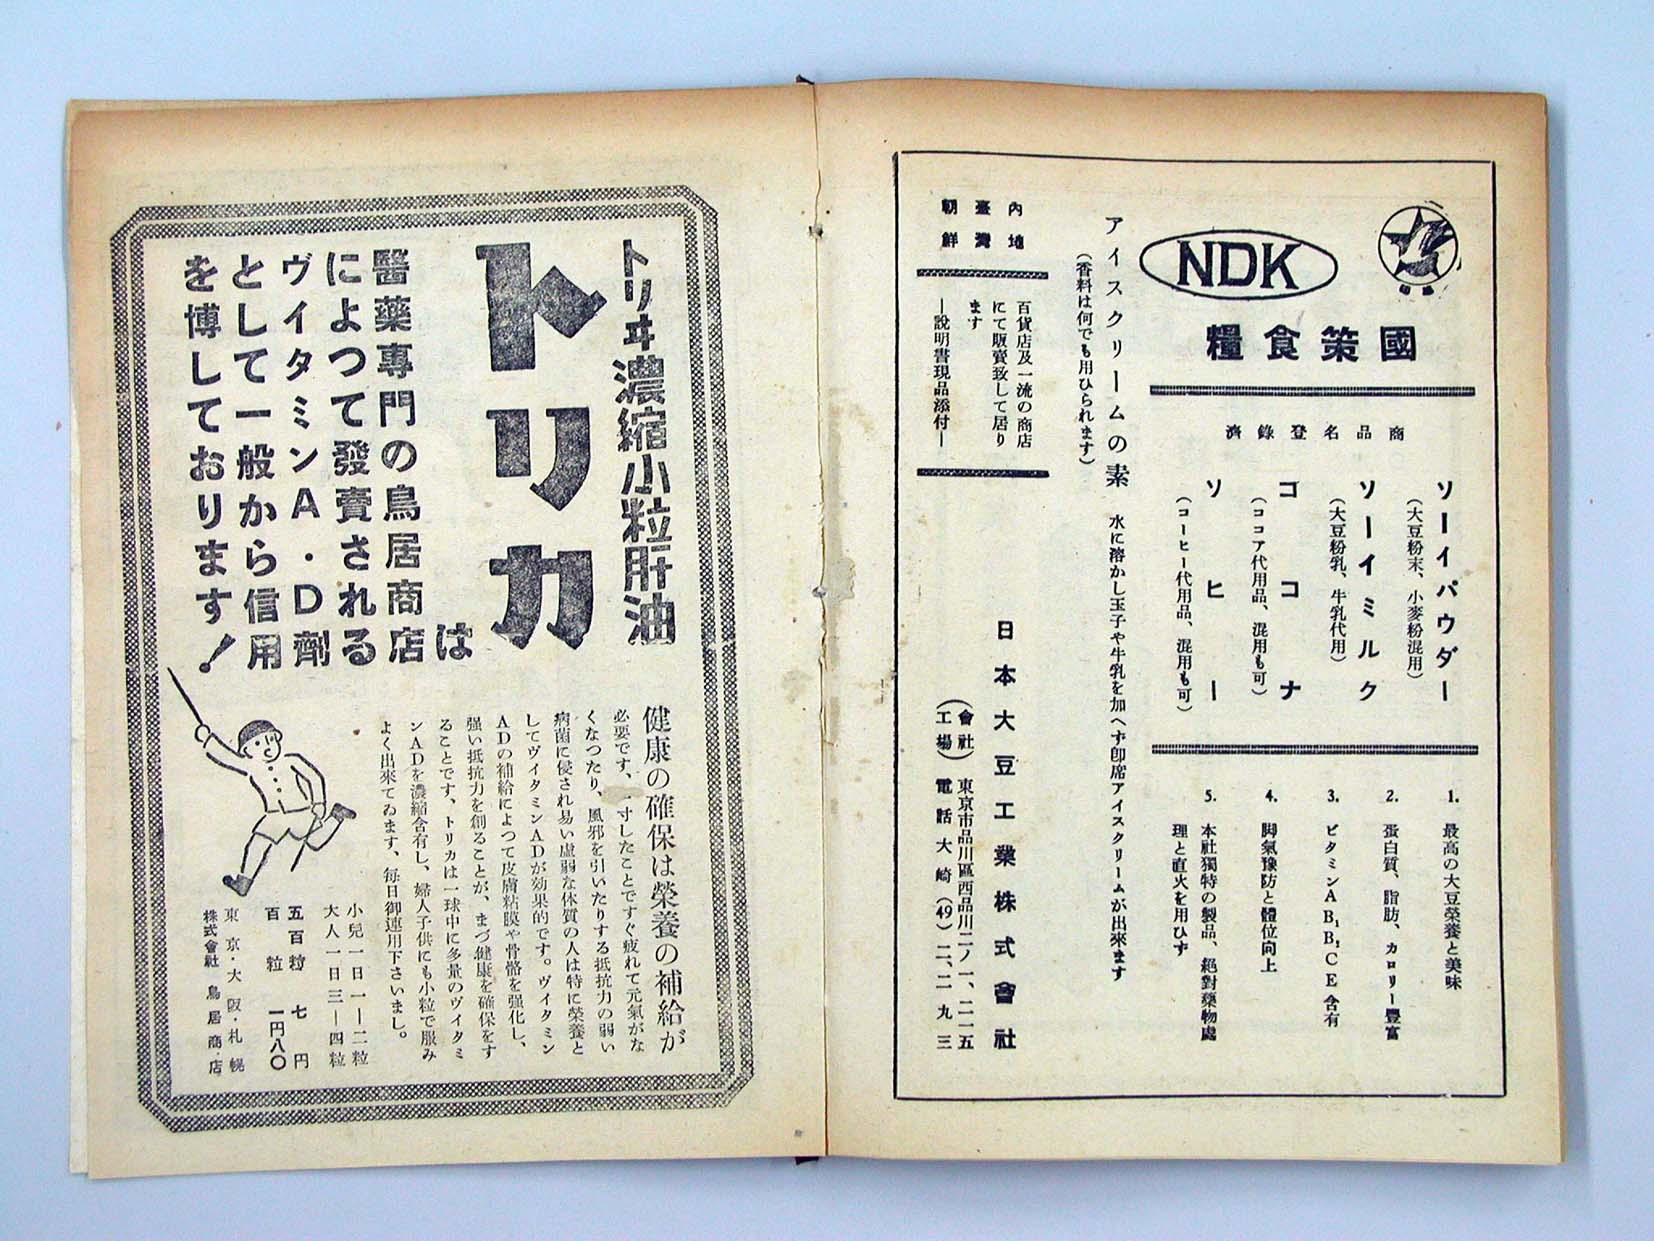 NDK
國策食糧
商品名登錄濟
ソーイパウダー
(大豆粉末、小麥粉混用)
ソーイミルク
(大豆粉乳、牛乳代用)
ゴコナ
(ココア代用品、混用も可)
ソヒー
(コーヒー代用品、混用も可)
1. 最高の大豆榮養と美味
2. 蛋白質、脂肪、カロリー豐富
3. ビタミンAB₁B₂CE含有
4. 脚氣豫防と體位向上
5. 本社獨特の製品、絕對藥物處
理と直火を用ひず
アイスクリームの素 水に溶かし玉子や牛乳を加へず卽席アイスクリームが出來ます
(香料は何でも用ひられます)
內地
臺灣
朝鮮
百貨店及一流の商店
にて販賣致して居り
ます
―說明書現品添付―
日本大豆工業株式會社
(會社) 東京市品川區西品川二ノ一、二一一五
(工場) 電話大崎(49)二、二一九三
トリヰ濃縮小粒肝油
トリカ
は
醫藥專門の鳥居商店
によつて發賣される
ヴイタミンA・D劑
として一般から信用
を博しております!
健康の確保は榮養の補給が
必要です、一寸したことですぐ疲れて元氣がな
くなつたり、風邪を引いたりする抵抗力の弱い
病菌に侵され易い虛弱な体質の人は特に榮養と
してヴイタミンADが効果的です。ヴイタミン
ADの補給によつて皮膚粘膜や骨骼を强化し、
强い抵抗力を創ることが、まづ健康を確保をす
ることです、トリカは一球中に多量のヴイタミ
ンADを濃縮含有し、婦人子供にも小粒で服み
よく出來てゐます、每日御連用下さいまし。
小兒一日一―二粒
大人一日三―四粒
五百粒 七円
百粒 一円八〇
東京・大阪・札幌
株式會社 鳥居商店